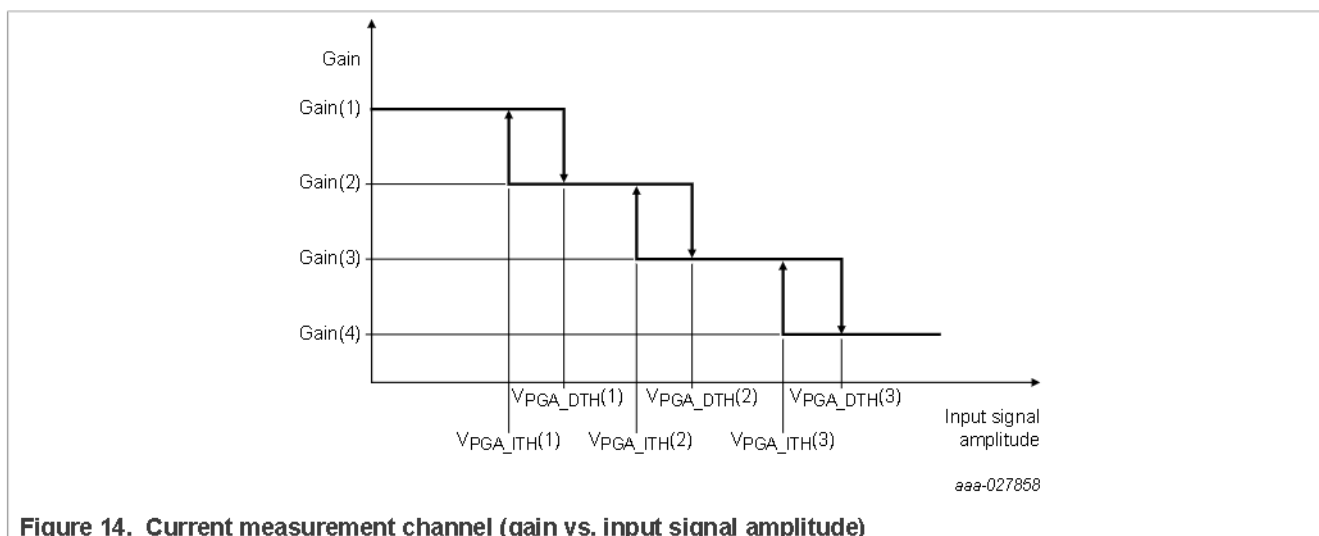 Gain
Gain(1)
Gain(2)
Gain(3)
Gain(4)
VPGA_DTH(1) VPGA_DTH(2) VPGA_DTH(3)
VPGA_ITH(1) VPGA_ITH(2) VPGA_ITH(3)
Input signal
amplitude
aaa-027858
Figure 14. Current measurement channel (gain vs. input signal amplitude)